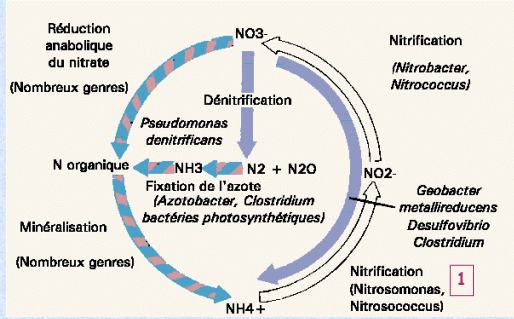 Réduction
anabolique
du nitrate
(Nombreux genres)
NO3-
Nitrification
(Nitrobacter,
Nitrococcus)
Dénitrification
Pseudomonas
denitrificans
N organique
NH3
N2 + N2O
NO2-
Fixation de l'azote
(Azotobacter, Clostridium
bactéries photosynthétiques)
Geobacter
metallireducens
Desulfovibrio
Clostridium
Minéralisation
(Nombreux genres)
Nitrification
(Nitrosomonas,
Nitrosococcus)
1
NH4+